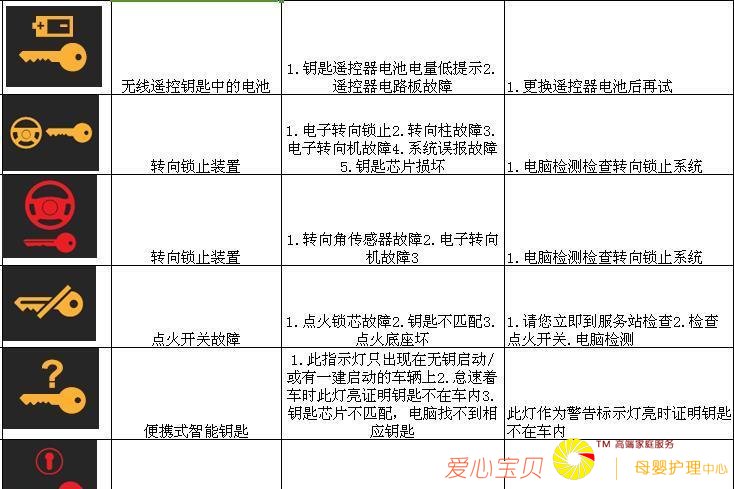 无线遥控钥匙中的电池
1.钥匙遥控器电池电量低提示2.
遥控器电路板故障
1.更换遥控器电池后再试
转向锁止装置
1.电子转向锁止2.转向柱故障3.
电子转向机故障4.系统误报故障
5.钥匙芯片损坏
1.电脑检测检查转向锁止系统
转向锁止装置
1.转向角传感器故障2.电子转向
机故障3
1.电脑检测检查转向锁止系统
点火开关故障
1.点火锁芯故障2.钥匙不匹配3.
点火底座坏
1.请您立即到服务站检查2.检查
点火开关.电脑检测
?
便携式智能钥匙
1.此指示灯只出现在无钥启动/
或有一建启动的车辆上2.怠速着
车时此灯亮证明钥匙不在车内3.
钥匙芯片不匹配，电脑找不到相
应钥匙
此灯作为警告标示灯亮时证明钥匙
不在车内
爱心宝贝
TM 高端家庭服务
母婴护理中心